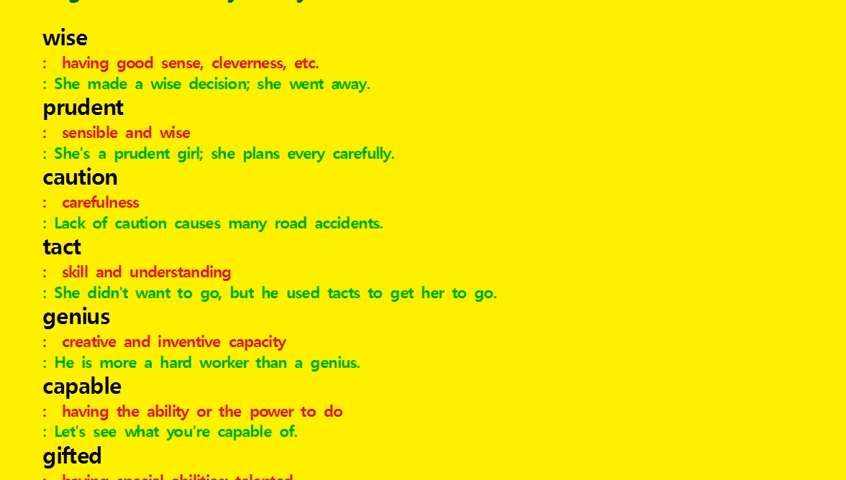 wise
: having good sense, cleverness, etc.
: She made a wise decision; she went away.
prudent
: sensible and wise
: She's a prudent girl; she plans every carefully.
caution
: carefulness
: Lack of caution causes many road accidents.
tact
: skill and understanding
: She didn't want to go, but he used tacts to get her to go.
genius
: creative and inventive capacity
: He is more a hard worker than a genius.
capable
: having the ability or the power to do
: Let's see what you're capable of.
gifted
: having special abilities; talented